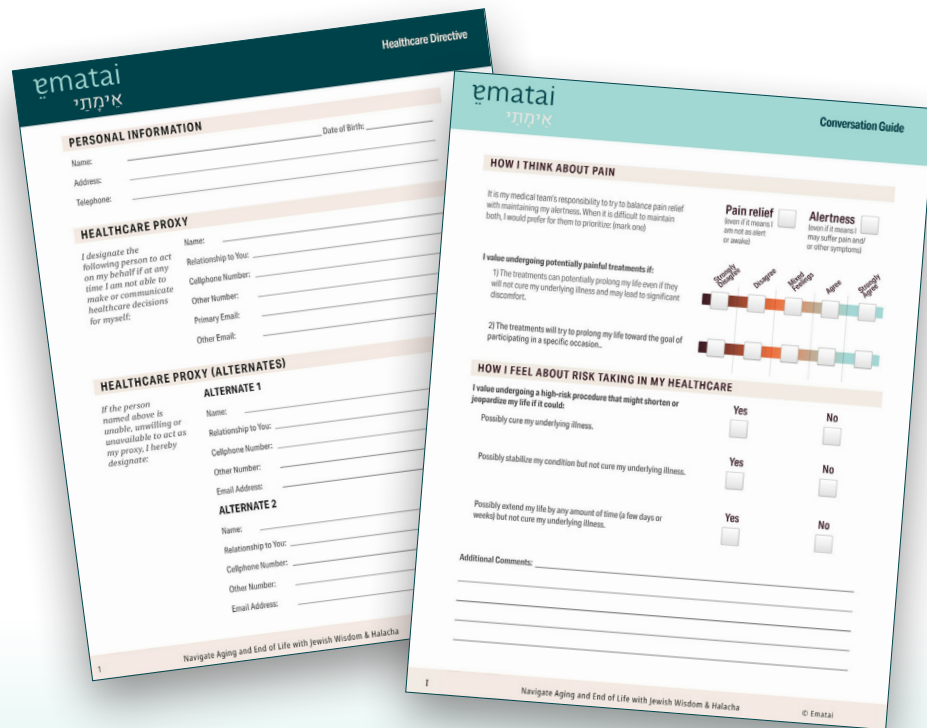 ematai
אֵימָתַי
Healthcare Directive
PERSONAL INFORMATION
Name:
Date of Birth:
Address:
Telephone:
HEALTHCARE PROXY
I designate the
following person to act
on my behalf if at any
time I am not able to
make or communicate
healthcare decisions
for myself:
Name:
Relationship to You:
Cellphone Number:
Other Number:
Primary Email:
Other Email:
HEALTHCARE PROXY (ALTERNATES)
If the person
named above is
unable, unwilling or
unavailable to act as
my proxy, I hereby
designate:
ALTERNATE 1
Name:
Relationship to You:
Cellphone Number:
Other Number:
Email Address:
ALTERNATE 2
Name:
Relationship to You:
Cellphone Number:
Other Number:
Email Address:
1
Navigate Aging and End of Life with Jewish Wisdom & Halacha
ematai
אֵימָתַי
Conversation Guide
HOW I THINK ABOUT PAIN
It is my medical team's responsibility to try to balance pain relief
with maintaining my alertness. When it is difficult to maintain
both, I would prefer for them to prioritize: (mark one)
Pain relief
(even if it means I
am not as alert
or awake)
Alertness
(even if it means I
may suffer pain and/
or other symptoms)
I value undergoing potentially painful treatments if:
1) The treatments can potentially prolong my life even if they
will not cure my underlying illness and may lead to significant
discomfort.
Strongly
Disagree
Disagree
Mixed
Feelings
Agree
Strongly
Agree
2) The treatments will try to prolong my life toward the goal of
participating in a specific occasion..
HOW I FEEL ABOUT RISK TAKING IN MY HEALTHCARE
I value undergoing a high-risk procedure that might shorten or
jeopardize my life if it could:
Yes
No
Possibly cure my underlying illness.
Possibly stabilize my condition but not cure my underlying illness.
Yes
No
Possibly extend my life by any amount of time (a few days or
weeks) but not cure my underlying illness.
Yes
No
Additional Comments:
1
Navigate Aging and End of Life with Jewish Wisdom & Halacha
© Ematai